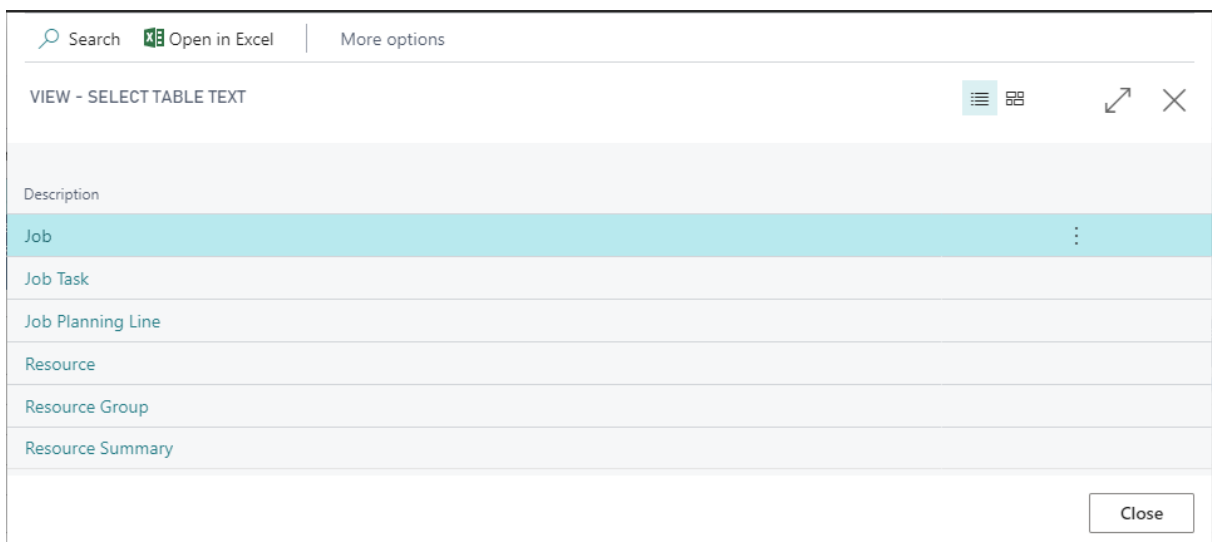 Search Open in Excel More options
VIEW - SELECT TABLE TEXT
Description
Job
Job Task
Job Planning Line
Resource
Resource Group
Resource Summary
Close